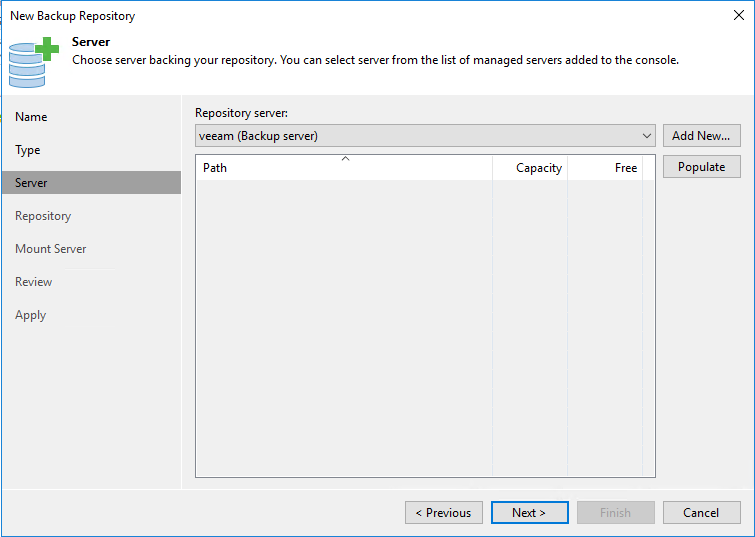 New Backup Repository
Server
Choose server backing your repository. You can select server from the list of managed servers added to the console.
Name
Type
Server
Repository
Mount Server
Review
Apply
Repository server:
veeam (Backup server)
Add New...
Path
Capacity
Free
Populate
< Previous
Next >
Finish
Cancel